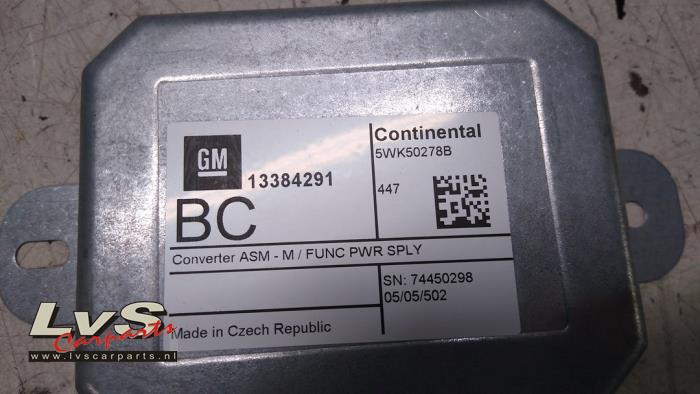 GM
13384291
BC
Continental
5WK50278B
447
Converter ASM - M / FUNC PWR SPLY
SN: 74450298
05/05/502
Made in Czech Republic
LvS
Carparts
www.lvscarparts.nl